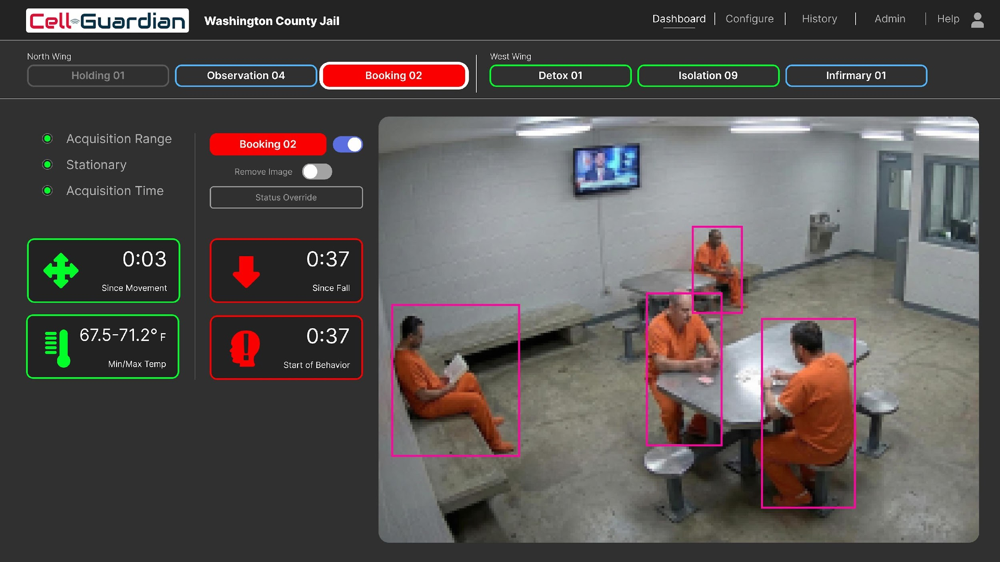 Cell Guardian
Washington County Jail
Dashboard
Configure
History
Admin
Help
North Wing
Holding 01
Observation 04
Booking 02
West Wing
Detox 01
Isolation 09
Infirmary 01
Acquisition Range
Stationary
Acquisition Time
Booking 02
Remove Image
Status Override
0:03
Since Movement
0:37
Since Fall
67.5-71.2° F
Min/Max Temp
0:37
Start of Behavior